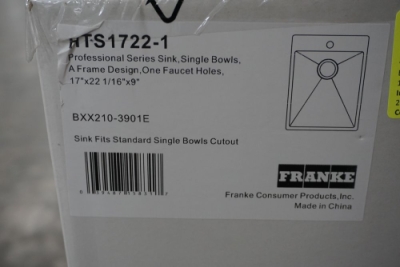 HTS1722-1
Professional Series Sink, Single Bowls,
A Frame Design, One Faucet Holes,
17"x22 1/16"x9"
BXX210-3901E
Sink Fits Standard Single Bowls Cutout
FRANKE
Franke Consumer Products, Inc.
Made in China